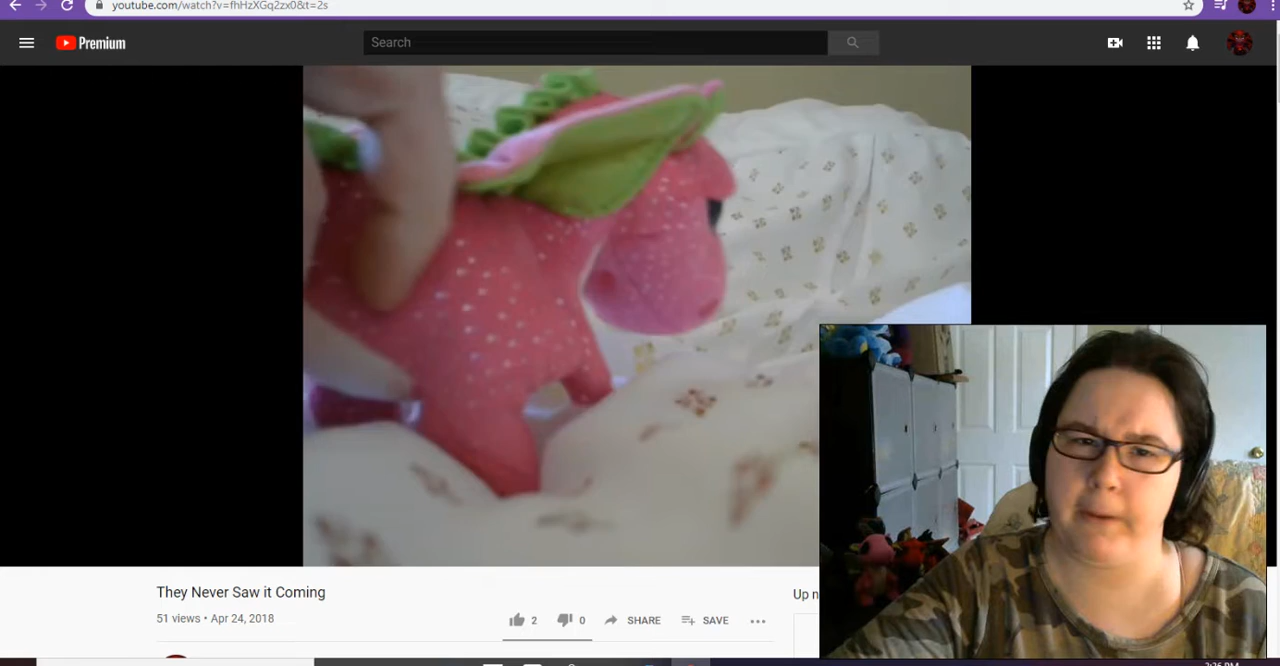 youtube.com/watch?v=fhHzXGq2zx0&t=2s
Premium
Search
They Never Saw it Coming
51 views • Apr 24, 2018
2
0
SHARE
SAVE
Up n